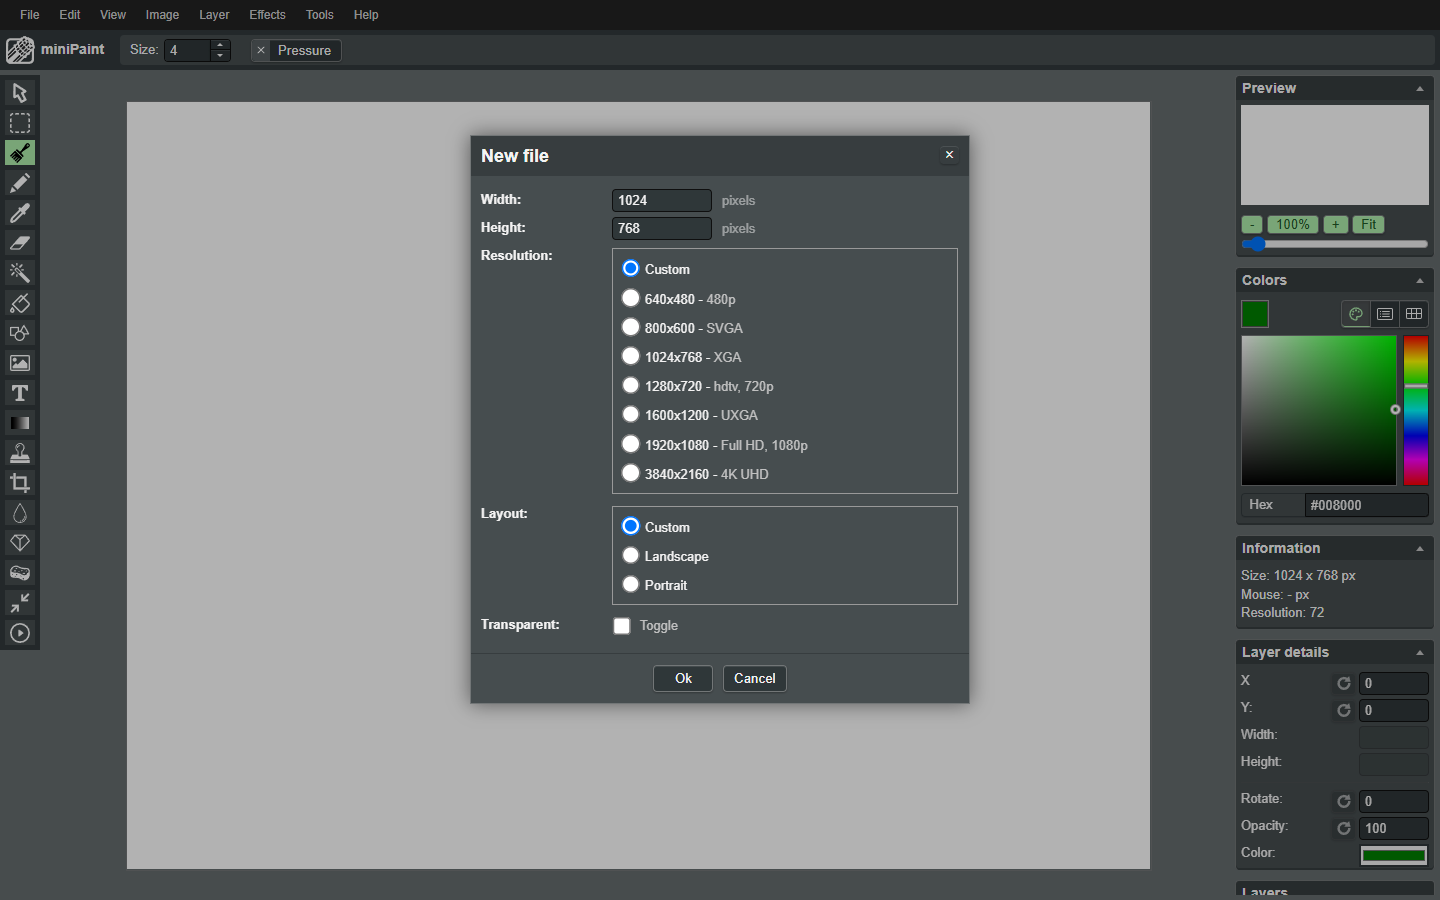 File Edit View Image Layer Effects Tools Help
miniPaint Size: 4 × Pressure
Preview
- 100% + Fit
Colors
Hex #008000
Information
Size: 1024 x 768 px
Mouse: - px
Resolution: 72
Layer details
X 0
Y: 0
Width:
Height:
Rotate: 0
Opacity: 100
Color:
Layers
New file ×
Width: 1024 pixels
Height: 768 pixels
Resolution:
Custom
640x480 - 480p
800x600 - SVGA
1024x768 - XGA
1280x720 - hdtv, 720p
1600x1200 - UXGA
1920x1080 - Full HD, 1080p
3840x2160 - 4K UHD
Layout:
Custom
Landscape
Portrait
Transparent: Toggle
Ok Cancel